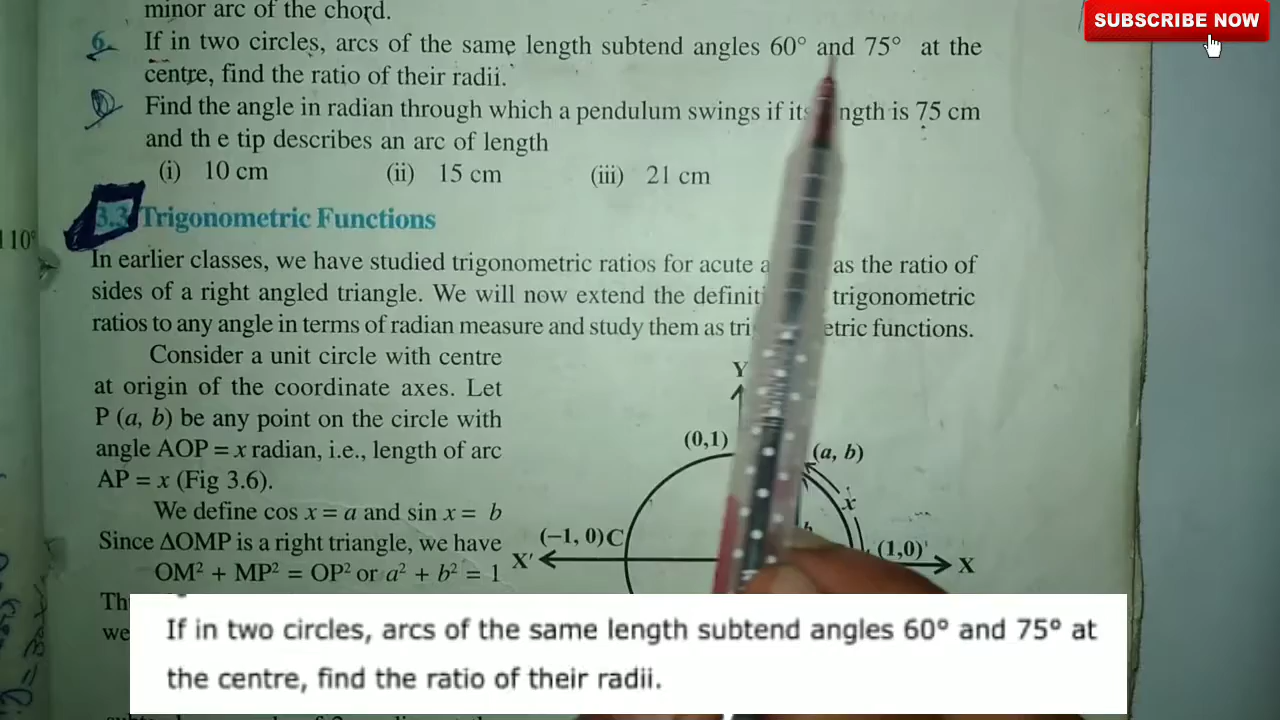 minor arc of the chord.
SUBSCRIBE NOW
6. If in two circles, arcs of the same length subtend angles 60° and 75° at the
centre, find the ratio of their radii.
Find the angle in radian through which a pendulum swings if its ngth is 75 cm
and th e tip describes an arc of length
(i) 10 cm (ii) 15 cm (iii) 21 cm
3.3 Trigonometric Functions
110°
In earlier classes, we have studied trigonometric ratios for acute a as the ratio of
sides of a right angled triangle. We will now extend the definiti trigonometric
ratios to any angle in terms of radian measure and study them as tri etric functions.
Consider a unit circle with centre
at origin of the coordinate axes. Let
P (a, b) be any point on the circle with
angle AOP = x radian, i.e., length of arc
AP = x (Fig 3.6).
We define cos x = a and sin x = b
Since ΔOMP is a right triangle, we have
OM² + MP² = OP² or a² + b² = 1
Th
we
Y
(0,1)
(a, b)
x
b
(–1, 0)C
(1,0)
X'
X
If in two circles, arcs of the same length subtend angles 60° and 75° at
the centre, find the ratio of their radii.